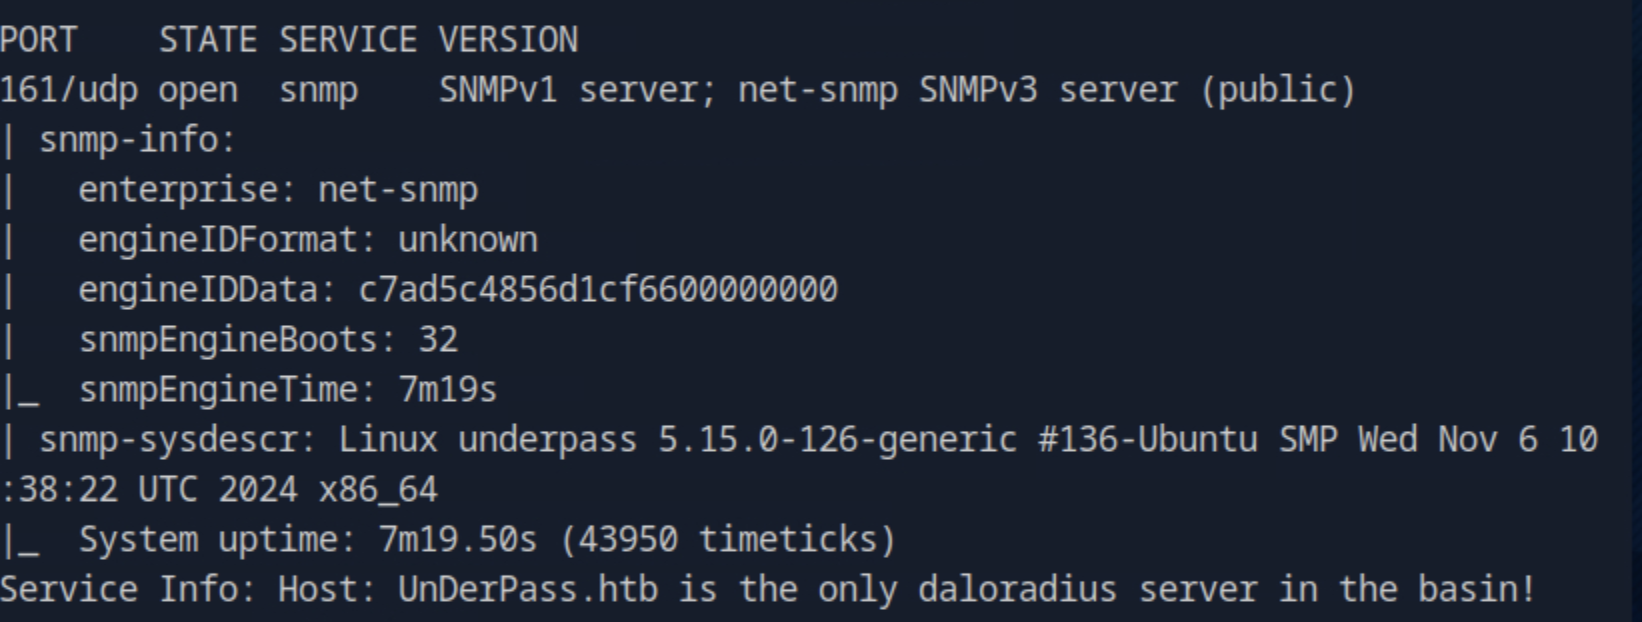 PORT    STATE SERVICE VERSION
161/udp open  snmp    SNMPv1 server; net-snmp SNMPv3 server (public)
| snmp-info:
|   enterprise: net-snmp
|   engineIDFormat: unknown
|   engineIDData: c7ad5c4856d1cf6600000000
|   snmpEngineBoots: 32
|_  snmpEngineTime: 7m19s
| snmp-sysdescr: Linux underpass 5.15.0-126-generic #136-Ubuntu SMP Wed Nov 6 10
:38:22 UTC 2024 x86_64
|_  System uptime: 7m19.50s (43950 timeticks)
Service Info: Host: UnDerPass.htb is the only daloradius server in the basin!